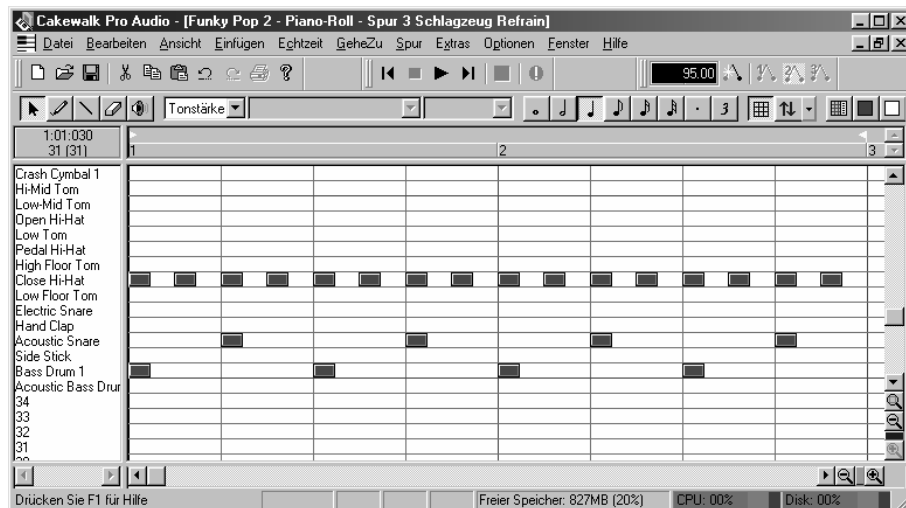 Cakewalk Pro Audio - [Funky Pop 2 - Piano-Roll - Spur 3 Schlagzeug Refrain]
Datei Bearbeiten Ansicht Einfügen Echtzeit GeheZu Spur Extras Optionen Fenster Hilfe
95.00
Tonstärke 3
1:01:030
31 (31) 1 2 3
Crash Cymbal 1
Hi-Mid Tom
Low-Mid Tom
Open Hi-Hat
Low Tom
Pedal Hi-Hat
High Floor Tom
Close Hi-Hat
Low Floor Tom
Electric Snare
Hand Clap
Acoustic Snare
Side Stick
Bass Drum 1
Acoustic Bass Drur
34
33
32
31
Drücken Sie F1 für Hilfe Freier Speicher: 827MB (20%) CPU: 00% Disk: 00%